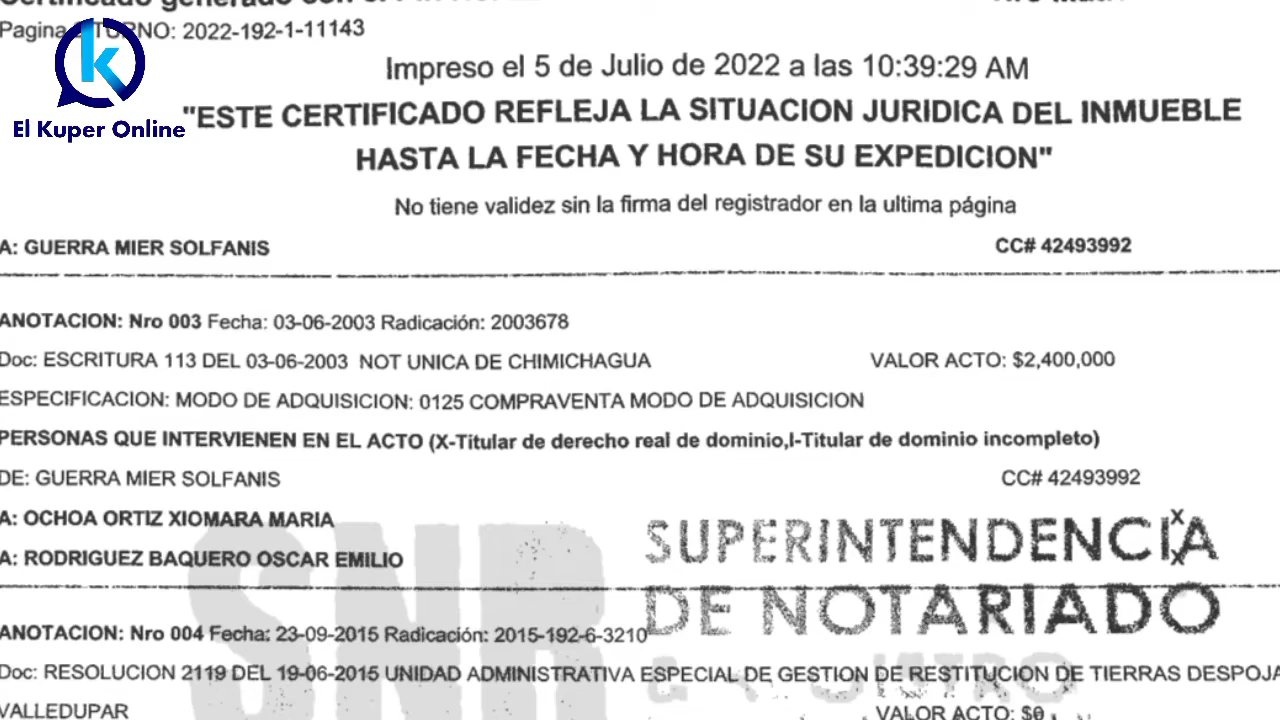 Pagina TURNO: 2022-192-1-11143
k
El Kuper Online
Impreso el 5 de Julio de 2022 a las 10:39:29 AM
"ESTE CERTIFICADO REFLEJA LA SITUACION JURIDICA DEL INMUEBLE
HASTA LA FECHA Y HORA DE SU EXPEDICION"
No tiene validez sin la firma del registrador en la ultima página
A: GUERRA MIER SOLFANIS CC# 42493992
ANOTACION: Nro 003 Fecha: 03-06-2003 Radicación: 2003678
Doc: ESCRITURA 113 DEL 03-06-2003 NOT UNICA DE CHIMICHAGUA VALOR ACTO: $2,400,000
ESPECIFICACION: MODO DE ADQUISICION: 0125 COMPRAVENTA MODO DE ADQUISICION
PERSONAS QUE INTERVIENEN EN EL ACTO (X-Titular de derecho real de dominio,I-Titular de dominio incompleto)
DE: GUERRA MIER SOLFANIS CC# 42493992
A: OCHOA ORTIZ XIOMARA MARIA X
A: RODRIGUEZ BAQUERO OSCAR EMILIO X
SNR SUPERINTENDENCIA
DE NOTARIADO
ANOTACION: Nro 004 Fecha: 23-09-2015 Radicación: 2015-192-6-3210
Doc: RESOLUCION 2119 DEL 19-06-2015 UNIDAD ADMINISTRATIVA ESPECIAL DE GESTION DE RESTITUCION DE TIERRAS DESPOJA
VALLEDUPAR VALOR ACTO: $0